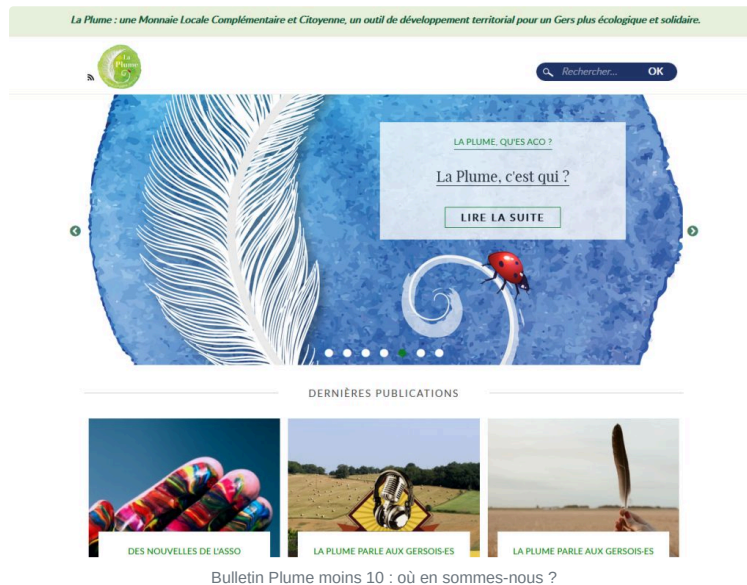 La Plume : une Monnaie Locale Complémentaire et Citoyenne, un outil de développement territorial pour un Gers plus écologique et solidaire.
La
Plume
Rechercher... OK
LA PLUME, QU'ES ACO ?
La Plume, c'est qui ?
LIRE LA SUITE
DERNIÈRES PUBLICATIONS
DES NOUVELLES DE L'ASSO
LA PLUME PARLE AUX GERSOIS·ES
LA PLUME PARLE AUX GERSOIS·ES
Bulletin Plume moins 10 : où en sommes-nous ?